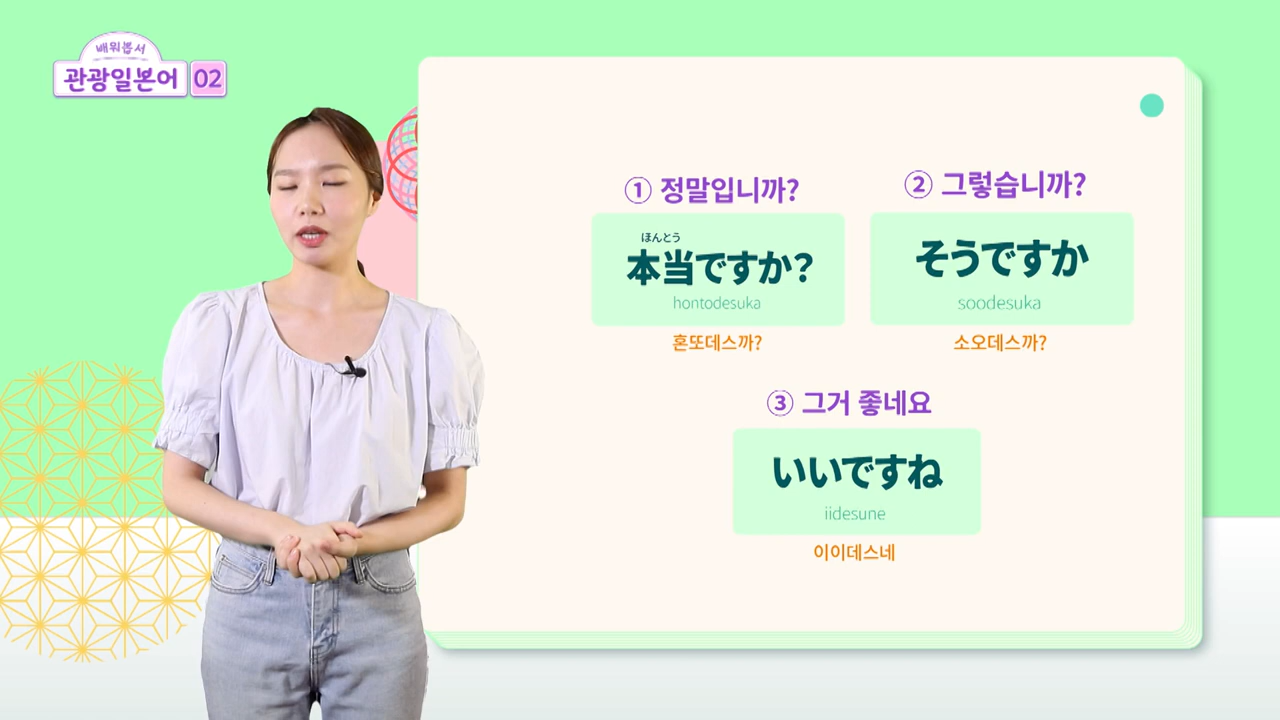 배워봅서
관광일본어 02
① 정말입니까?
ほんとう
本当ですか?
hontodesuka
혼또데스까?
② 그렇습니까?
そうですか
soodesuka
소오데스까?
③ 그거 좋네요
いいですね
iidesune
이이데스네